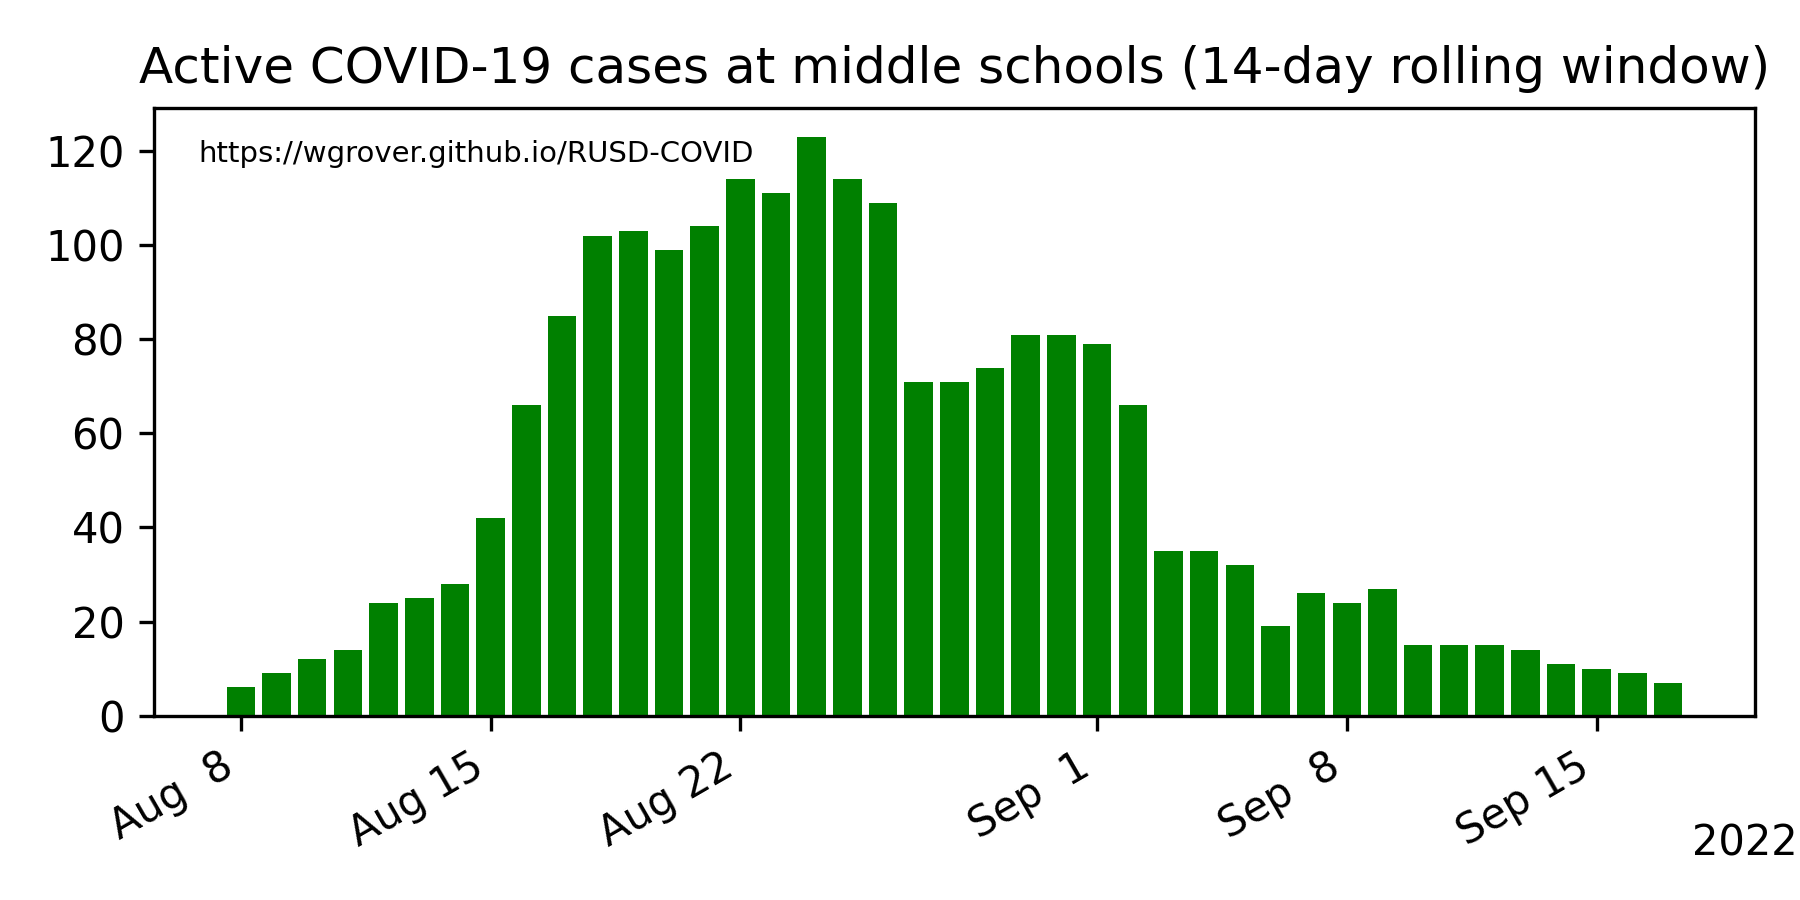 Active COVID-19 cases at middle schools (14-day rolling window)
https://wgrover.github.io/RUSD-COVID
120
100
80
60
40
20
0
Aug 8
Aug 15
Aug 22
Sep 1
Sep 8
Sep 15
2022